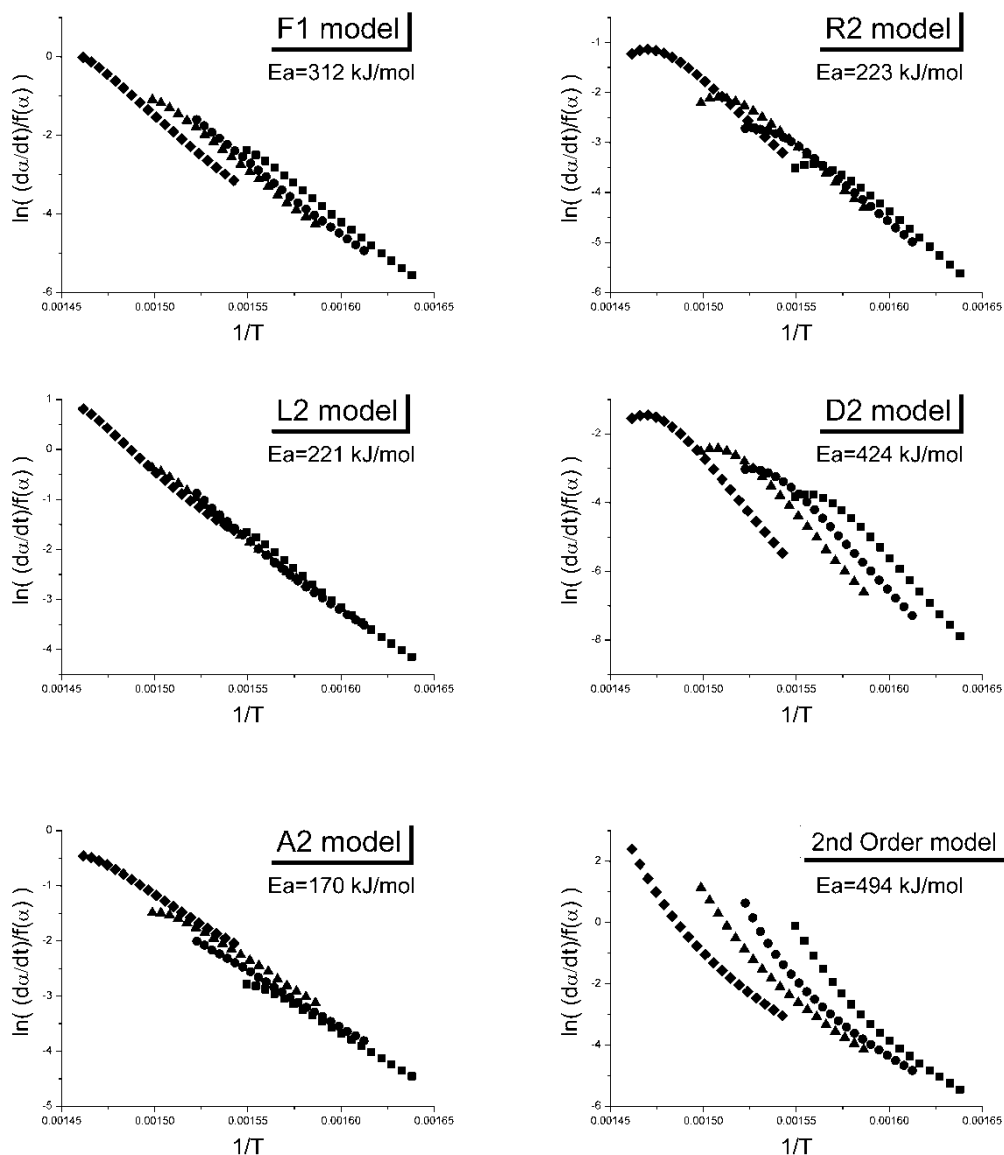 F1 model
Ea=312 kJ/mol
ln( (dα/dt)/f(α) )
0
-2
-4
-6
0.00145
0.00150
0.00155
0.00160
0.00165
1/T
R2 model
Ea=223 kJ/mol
ln( (dα/dt)/f(α) )
-1
-2
-3
-4
-5
-6
0.00145
0.00150
0.00155
0.00160
0.00165
1/T
L2 model
Ea=221 kJ/mol
ln( (dα/dt)/f(α) )
1
0
-1
-2
-3
-4
0.00145
0.00150
0.00155
0.00160
0.00165
1/T
D2 model
Ea=424 kJ/mol
ln( (dα/dt)/f(α) )
-2
-4
-6
-8
0.00145
0.00150
0.00155
0.00160
0.00165
1/T
A2 model
Ea=170 kJ/mol
ln( (dα/dt)/f(α) )
0
-1
-2
-3
-4
-5
0.00145
0.00150
0.00155
0.00160
0.00165
1/T
2nd Order model
Ea=494 kJ/mol
ln( (dα/dt)/f(α) )
2
0
-2
-4
-6
0.00145
0.00150
0.00155
0.00160
0.00165
1/T